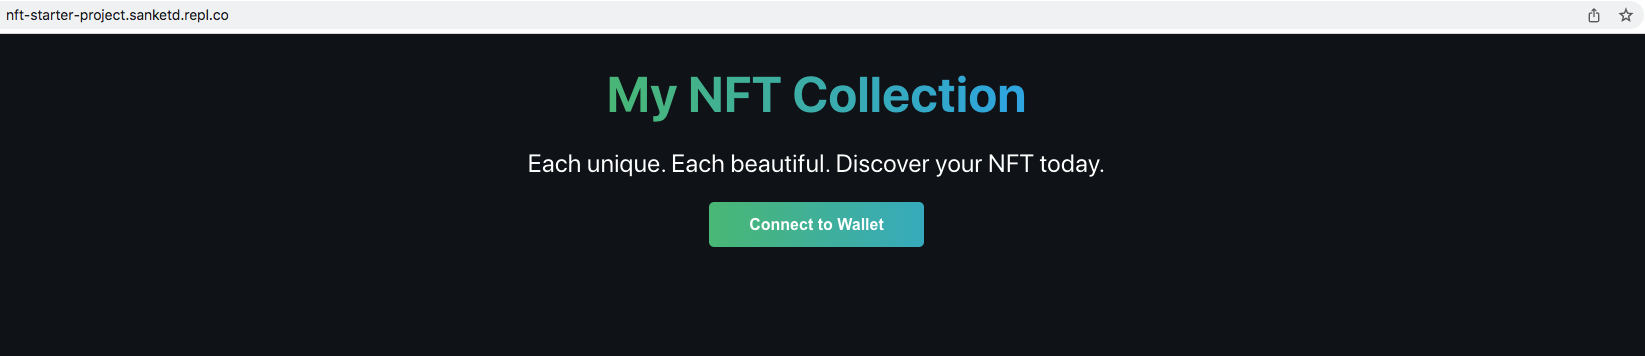 nft-starter-project.sanketd.repl.co
My NFT Collection
Each unique. Each beautiful. Discover your NFT today.
Connect to Wallet